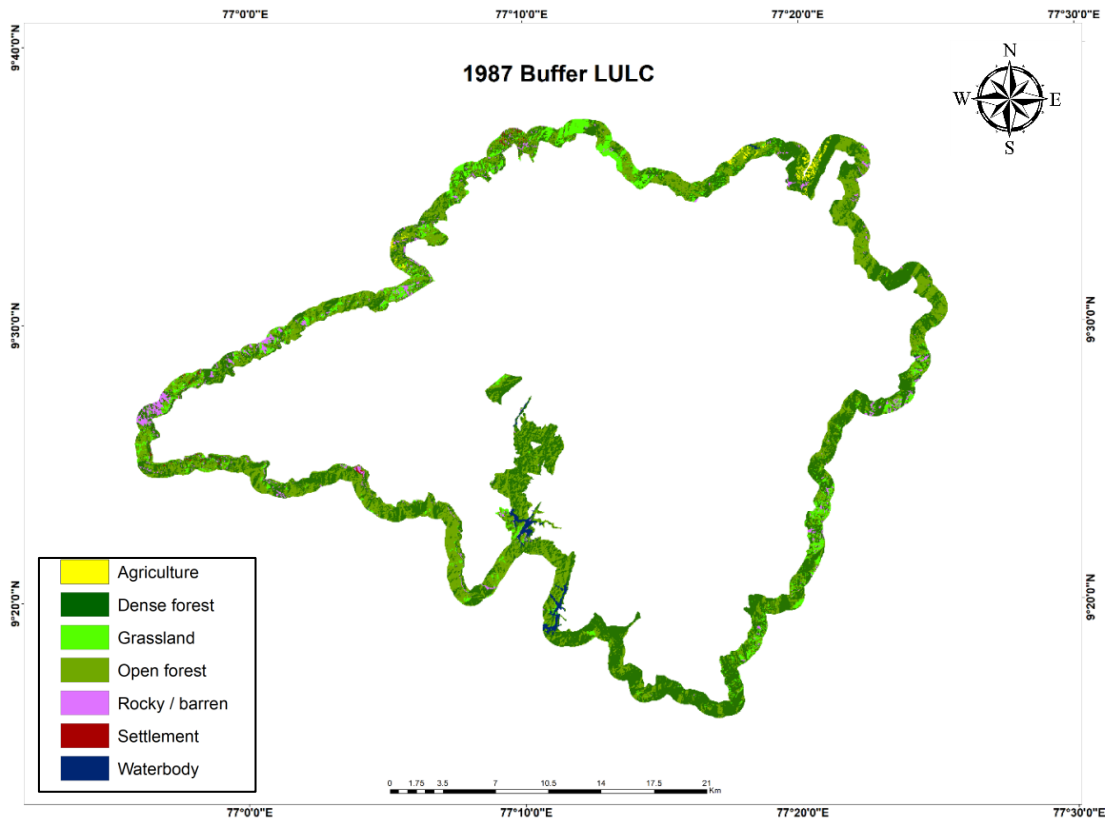 77°0'0"E 77°10'0"E 77°20'0"E 77°30'0"E
9°40'0"N
1987 Buffer LULC
N
W E
S
9°30'0"N 9°30'0"N
9°20'0"N 9°20'0"N
Agriculture
Dense forest
Grassland
Open forest
Rocky / barren
Settlement
Waterbody
0 1.75 3.5 7 10.5 14 17.5 21
Km
77°0'0"E 77°10'0"E 77°20'0"E 77°30'0"E